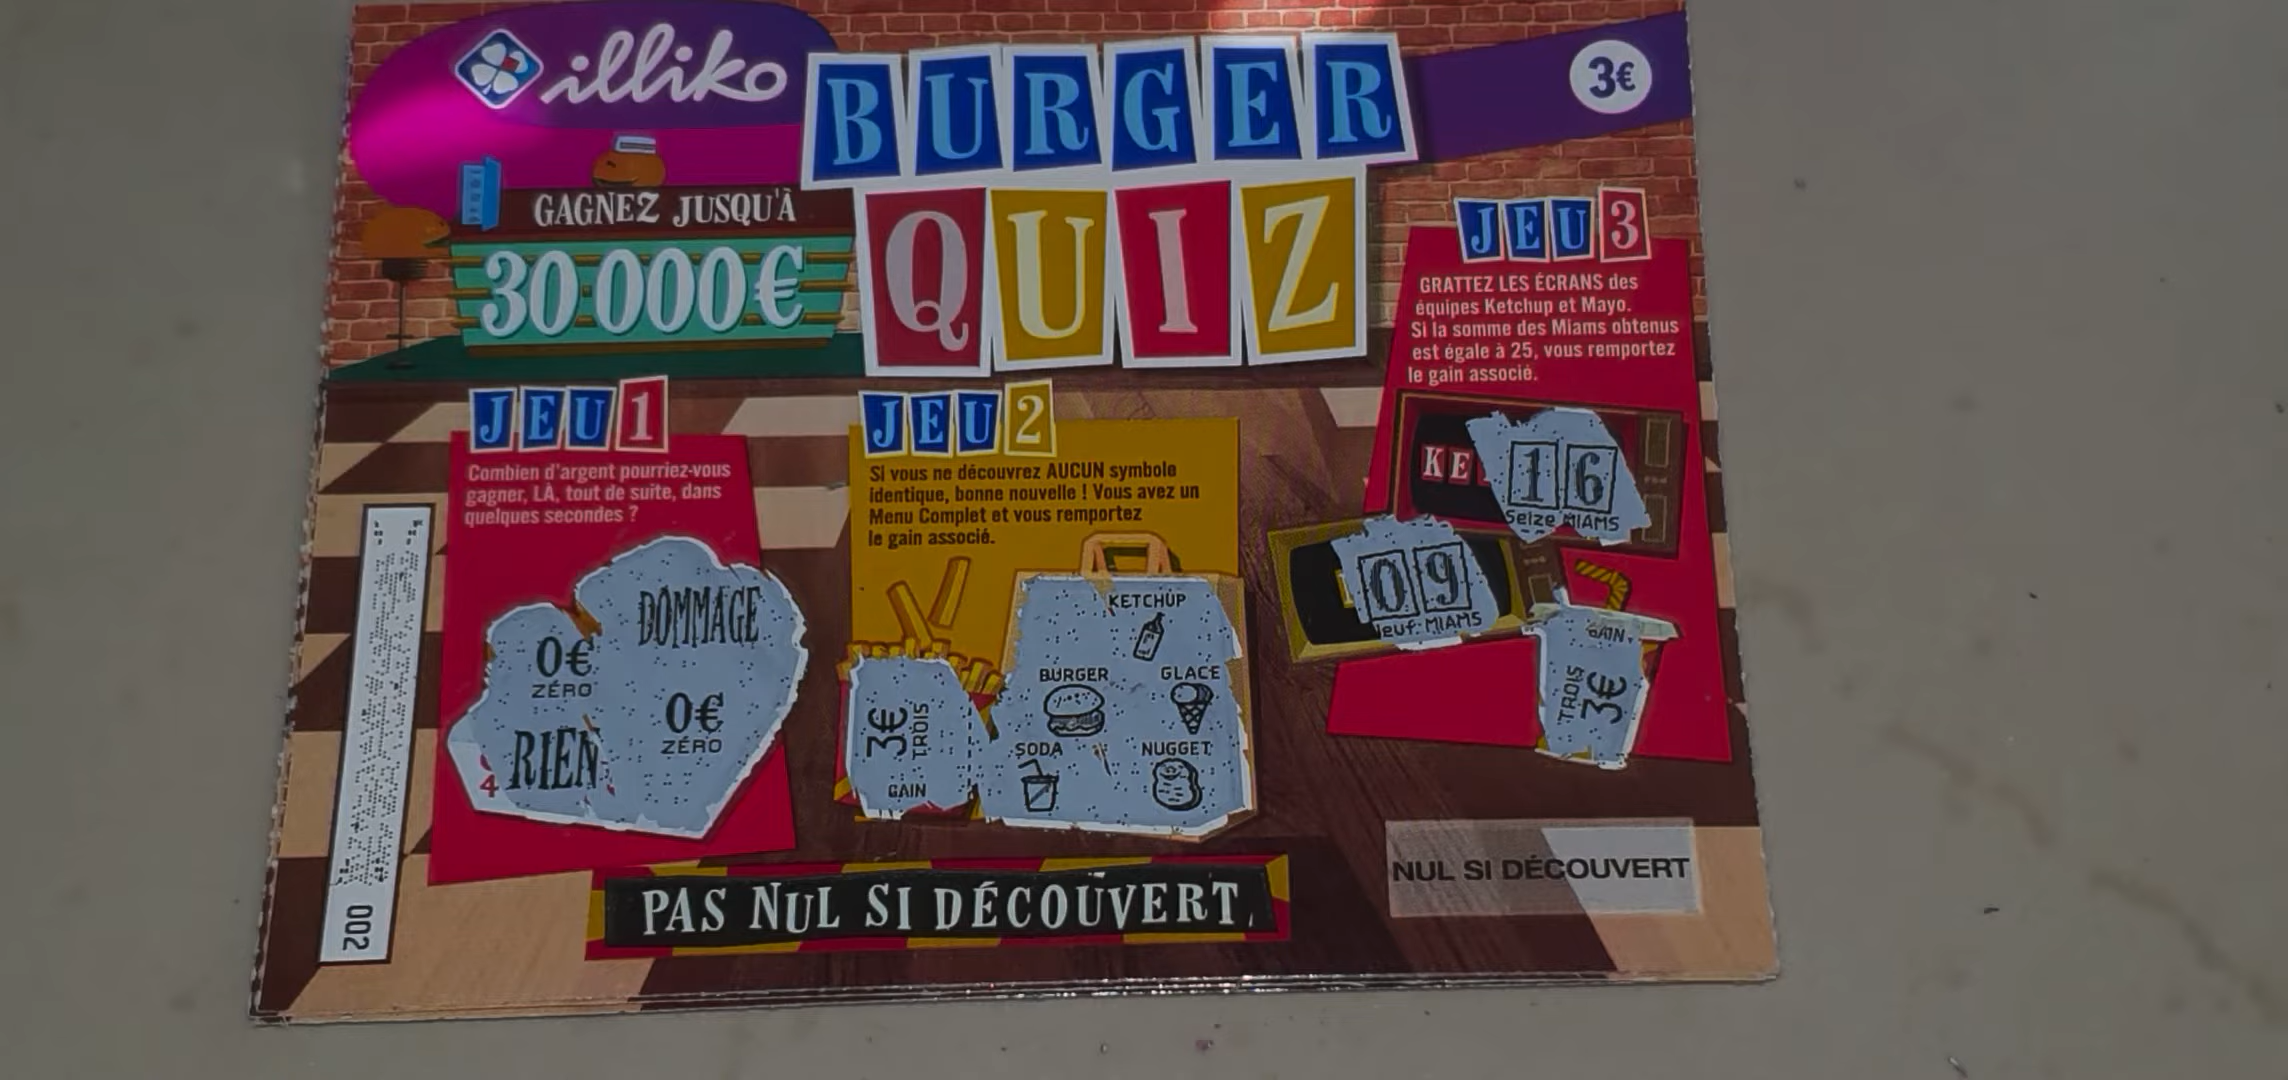 illiko
BURGER
QUIZ
3€
GAGNEZ JUSQU'À
30 000 €
JEU 1
Combien d'argent pourriez-vous
gagner, LÀ, tout de suite, dans
quelques secondes ?
DOMMAGE
0€
ZÉRO
0€
ZÉRO
RIEN
4
JEU 2
Si vous ne découvrez AUCUN symbole
identique, bonne nouvelle ! Vous avez un
Menu Complet et vous remportez
le gain associé.
KETCHUP
BURGER
GLACE
SODA
NUGGET
3€
TROIS
GAIN
JEU 3
GRATTEZ LES ÉCRANS des
équipes Ketchup et Mayo.
Si la somme des Miams obtenus
est égale à 25, vous remportez
le gain associé.
KE
16
Seize MIAMS
09
euf MIAMS
GAIN
TROIS
3€
NUL SI DÉCOUVERT
PAS NUL SI DÉCOUVERT
002